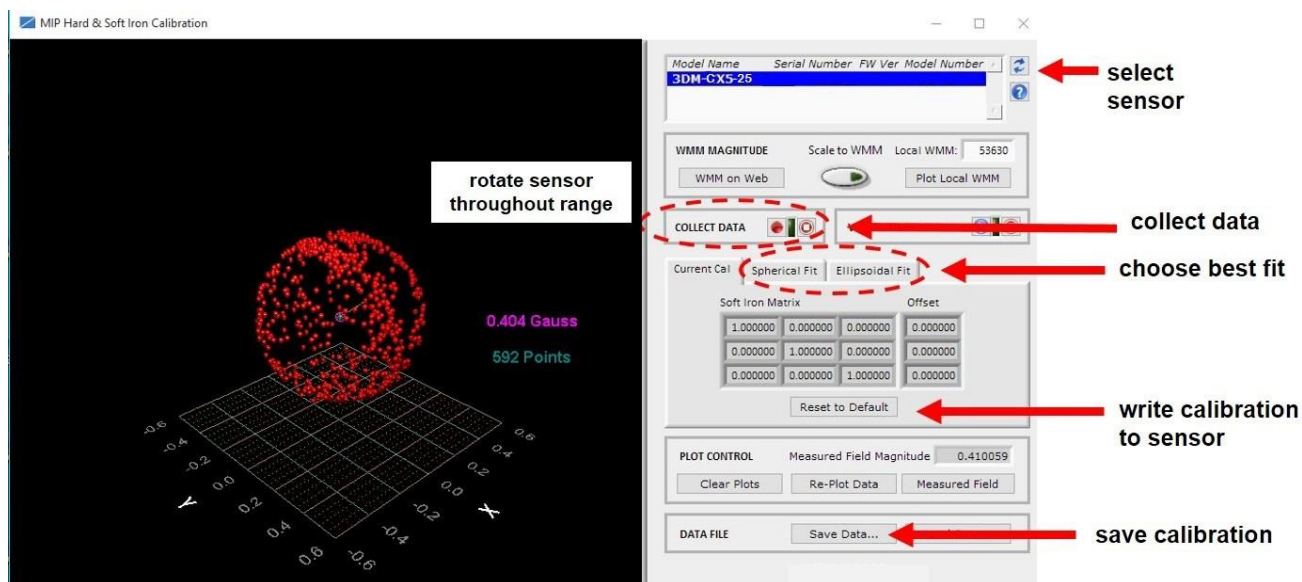 MIP Hard & Soft Iron Calibration
Model Name Serial Number FW Ver Model Number
3DM-CX5-25
select
sensor
WMM MAGNITUDE Scale to WMM Local WMM: 53630
WMM on Web Plot Local WMM
rotate sensor
throughout range
COLLECT DATA
collect data
Current Cal Spherical Fit Ellipsoidal Fit
choose best fit
Soft Iron Matrix Offset
1.000000 0.000000 0.000000 0.000000
0.000000 1.000000 0.000000 0.000000
0.000000 0.000000 1.000000 0.000000
Reset to Default
write calibration
to sensor
0.404 Gauss
592 Points
PLOT CONTROL Measured Field Magnitude 0.410059
Clear Plots Re-Plot Data Measured Field
DATA FILE Save Data...
save calibration
-0.6 -0.4 -0.2 0.0 0.2 0.4 0.6
Y
0.6 0.4 0.2 0.0 -0.2 -0.4 -0.6
X